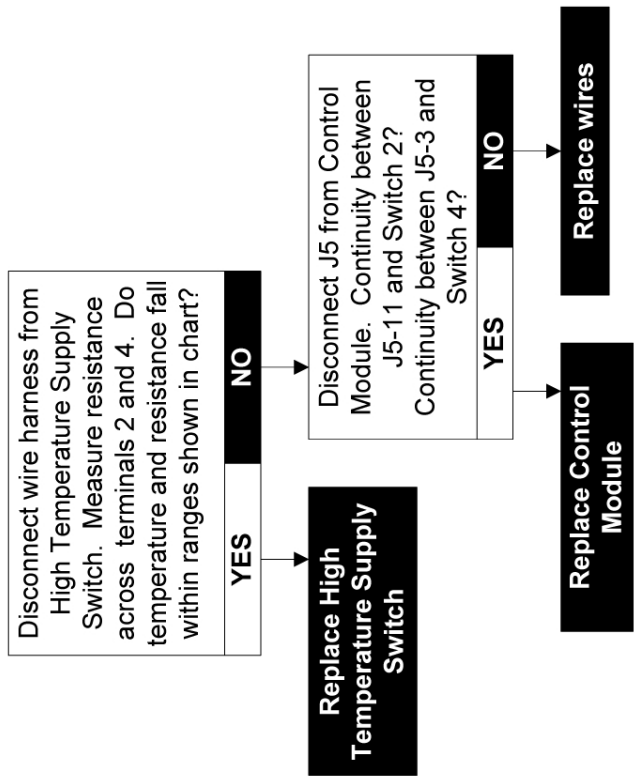 Disconnect wire harness from
High Temperature Supply
Switch. Measure resistance
across terminals 2 and 4. Do
temperature and resistance fall
within ranges shown in chart?
YES
NO
Replace High
Temperature Supply
Switch
Disconnect J5 from Control
Module. Continuity between
J5-11 and Switch 2?
Continuity between J5-3 and
Switch 4?
YES
NO
Replace Control
Module
Replace wires